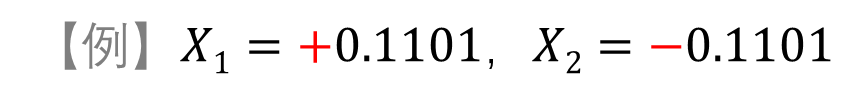 【例】X₁ = +0.1101, X₂ = −0.1101